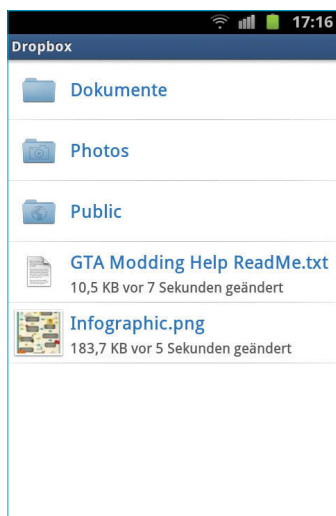 17:16
Dropbox
Dokumente
Photos
Public
GTA Modding Help ReadMe.txt
10,5 KB vor 7 Sekunden geändert
Infographic.png
183,7 KB vor 5 Sekunden geändert